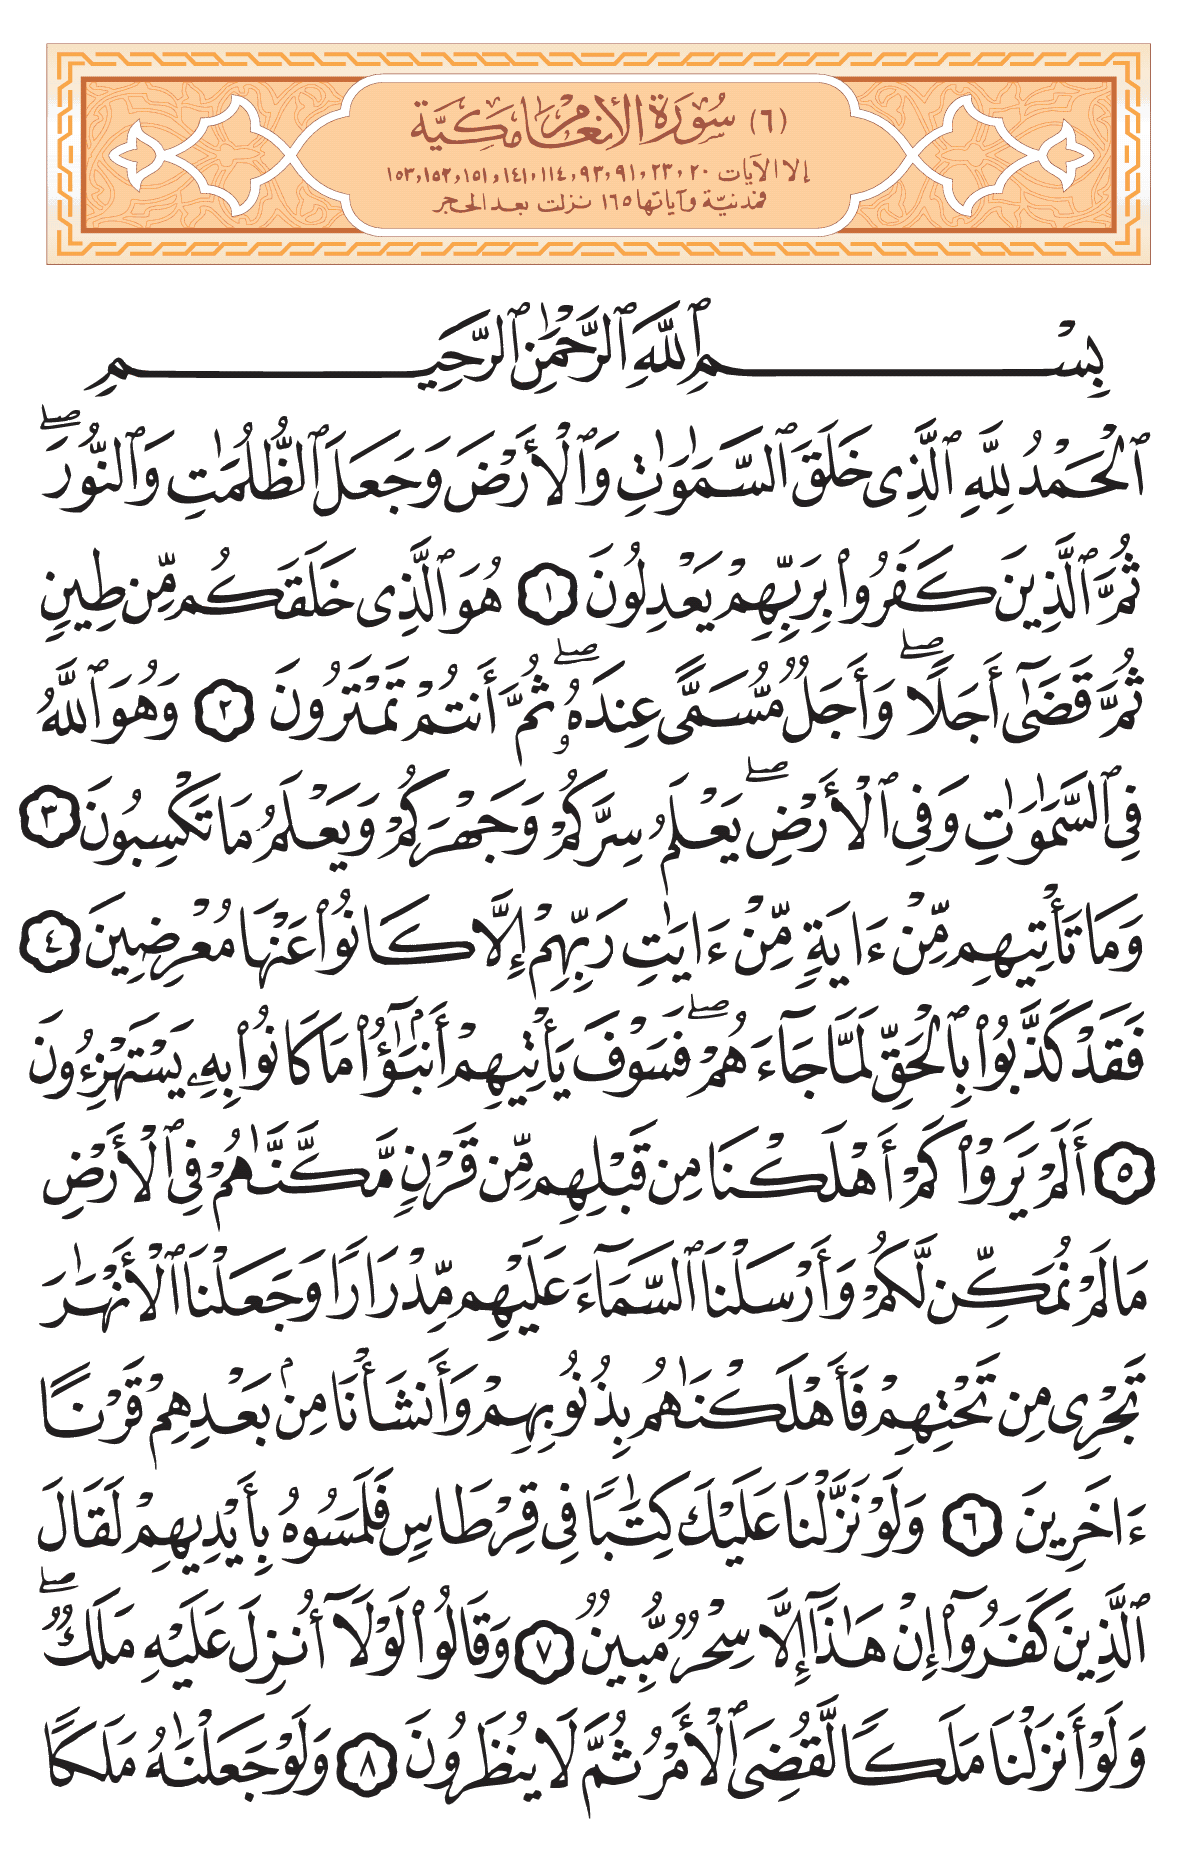 (٦) سُورَةُ الأَنعَامِ مَكِيَّة
إلا الآيات ٢٠،٢٣،٩١،٩٣،١١٤،١٤١،١٥١،١٥٢،١٥٣
فمدنيّة وآياتها ١٦٥ نزلت بعد الحجر
بِسْمِ ٱللَّهِ ٱلرَّحْمَٰنِ ٱلرَّحِيمِ
ٱلْحَمْدُ لِلَّهِ ٱلَّذِى خَلَقَ ٱلسَّمَٰوَٰتِ وَٱلْأَرْضَ وَجَعَلَ ٱلظُّلُمَٰتِ وَٱلنُّورَ ۖ
ثُمَّ ٱلَّذِينَ كَفَرُوا۟ بِرَبِّهِمْ يَعْدِلُونَ ١ هُوَ ٱلَّذِى خَلَقَكُم مِّن طِينٍ
ثُمَّ قَضَىٰٓ أَجَلًا ۖ وَأَجَلٌ مُّسَمًّى عِندَهُۥ ۖ ثُمَّ أَنتُمْ تَمْتَرُونَ ٢ وَهُوَ ٱللَّهُ
فِى ٱلسَّمَٰوَٰتِ وَفِى ٱلْأَرْضِ ۖ يَعْلَمُ سِرَّكُمْ وَجَهْرَكُمْ وَيَعْلَمُ مَا تَكْسِبُونَ ٣
وَمَا تَأْتِيهِم مِّنْ ءَايَةٍ مِّنْ ءَايَٰتِ رَبِّهِمْ إِلَّا كَانُوا۟ عَنْهَا مُعْرِضِينَ ٤
فَقَدْ كَذَّبُوا۟ بِٱلْحَقِّ لَمَّا جَآءَهُمْ ۖ فَسَوْفَ يَأْتِيهِمْ أَنۢبَٰٓؤُا۟ مَا كَانُوا۟ بِهِۦ يَسْتَهْزِءُونَ
٥ أَلَمْ يَرَوْا۟ كَمْ أَهْلَكْنَا مِن قَبْلِهِم مِّن قَرْنٍ مَّكَّنَّٰهُمْ فِى ٱلْأَرْضِ
مَا لَمْ نُمَكِّن لَّكُمْ وَأَرْسَلْنَا ٱلسَّمَآءَ عَلَيْهِم مِّدْرَارًا وَجَعَلْنَا ٱلْأَنْهَٰرَ
تَجْرِى مِن تَحْتِهِمْ فَأَهْلَكْنَٰهُم بِذُنُوبِهِمْ وَأَنشَأْنَا مِنۢ بَعْدِهِمْ قَرْنًا
ءَاخَرِينَ ٦ وَلَوْ نَزَّلْنَا عَلَيْكَ كِتَٰبًا فِى قِرْطَاسٍ فَلَمَسُوهُ بِأَيْدِيهِمْ لَقَالَ
ٱلَّذِينَ كَفَرُوٓا۟ إِنْ هَٰذَآ إِلَّا سِحْرٌ مُّبِينٌ ٧ وَقَالُوا۟ لَوْلَآ أُنزِلَ عَلَيْهِ مَلَكٌ ۖ
وَلَوْ أَنزَلْنَا مَلَكًا لَّقُضِىَ ٱلْأَمْرُ ثُمَّ لَا يُنظَرُونَ ٨ وَلَوْ جَعَلْنَٰهُ مَلَكًا